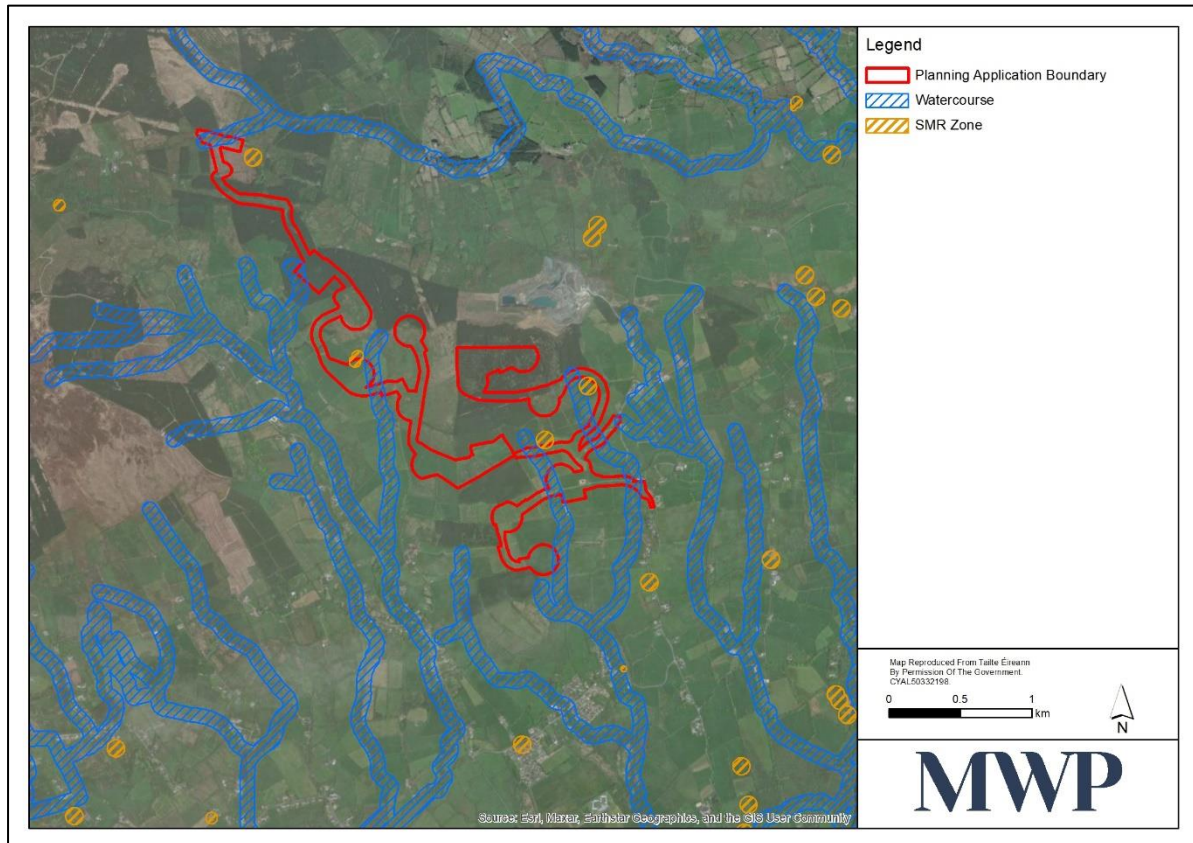 Legend
Planning Application Boundary
Watercourse
SMR Zone
Map Reproduced From Tailte Éireann
By Permission Of The Government.
CYAL50332198.
0 0.5 1
km
N
MWP
Source: Esri, Maxar, Earthstar Geographics, and the GIS User Community